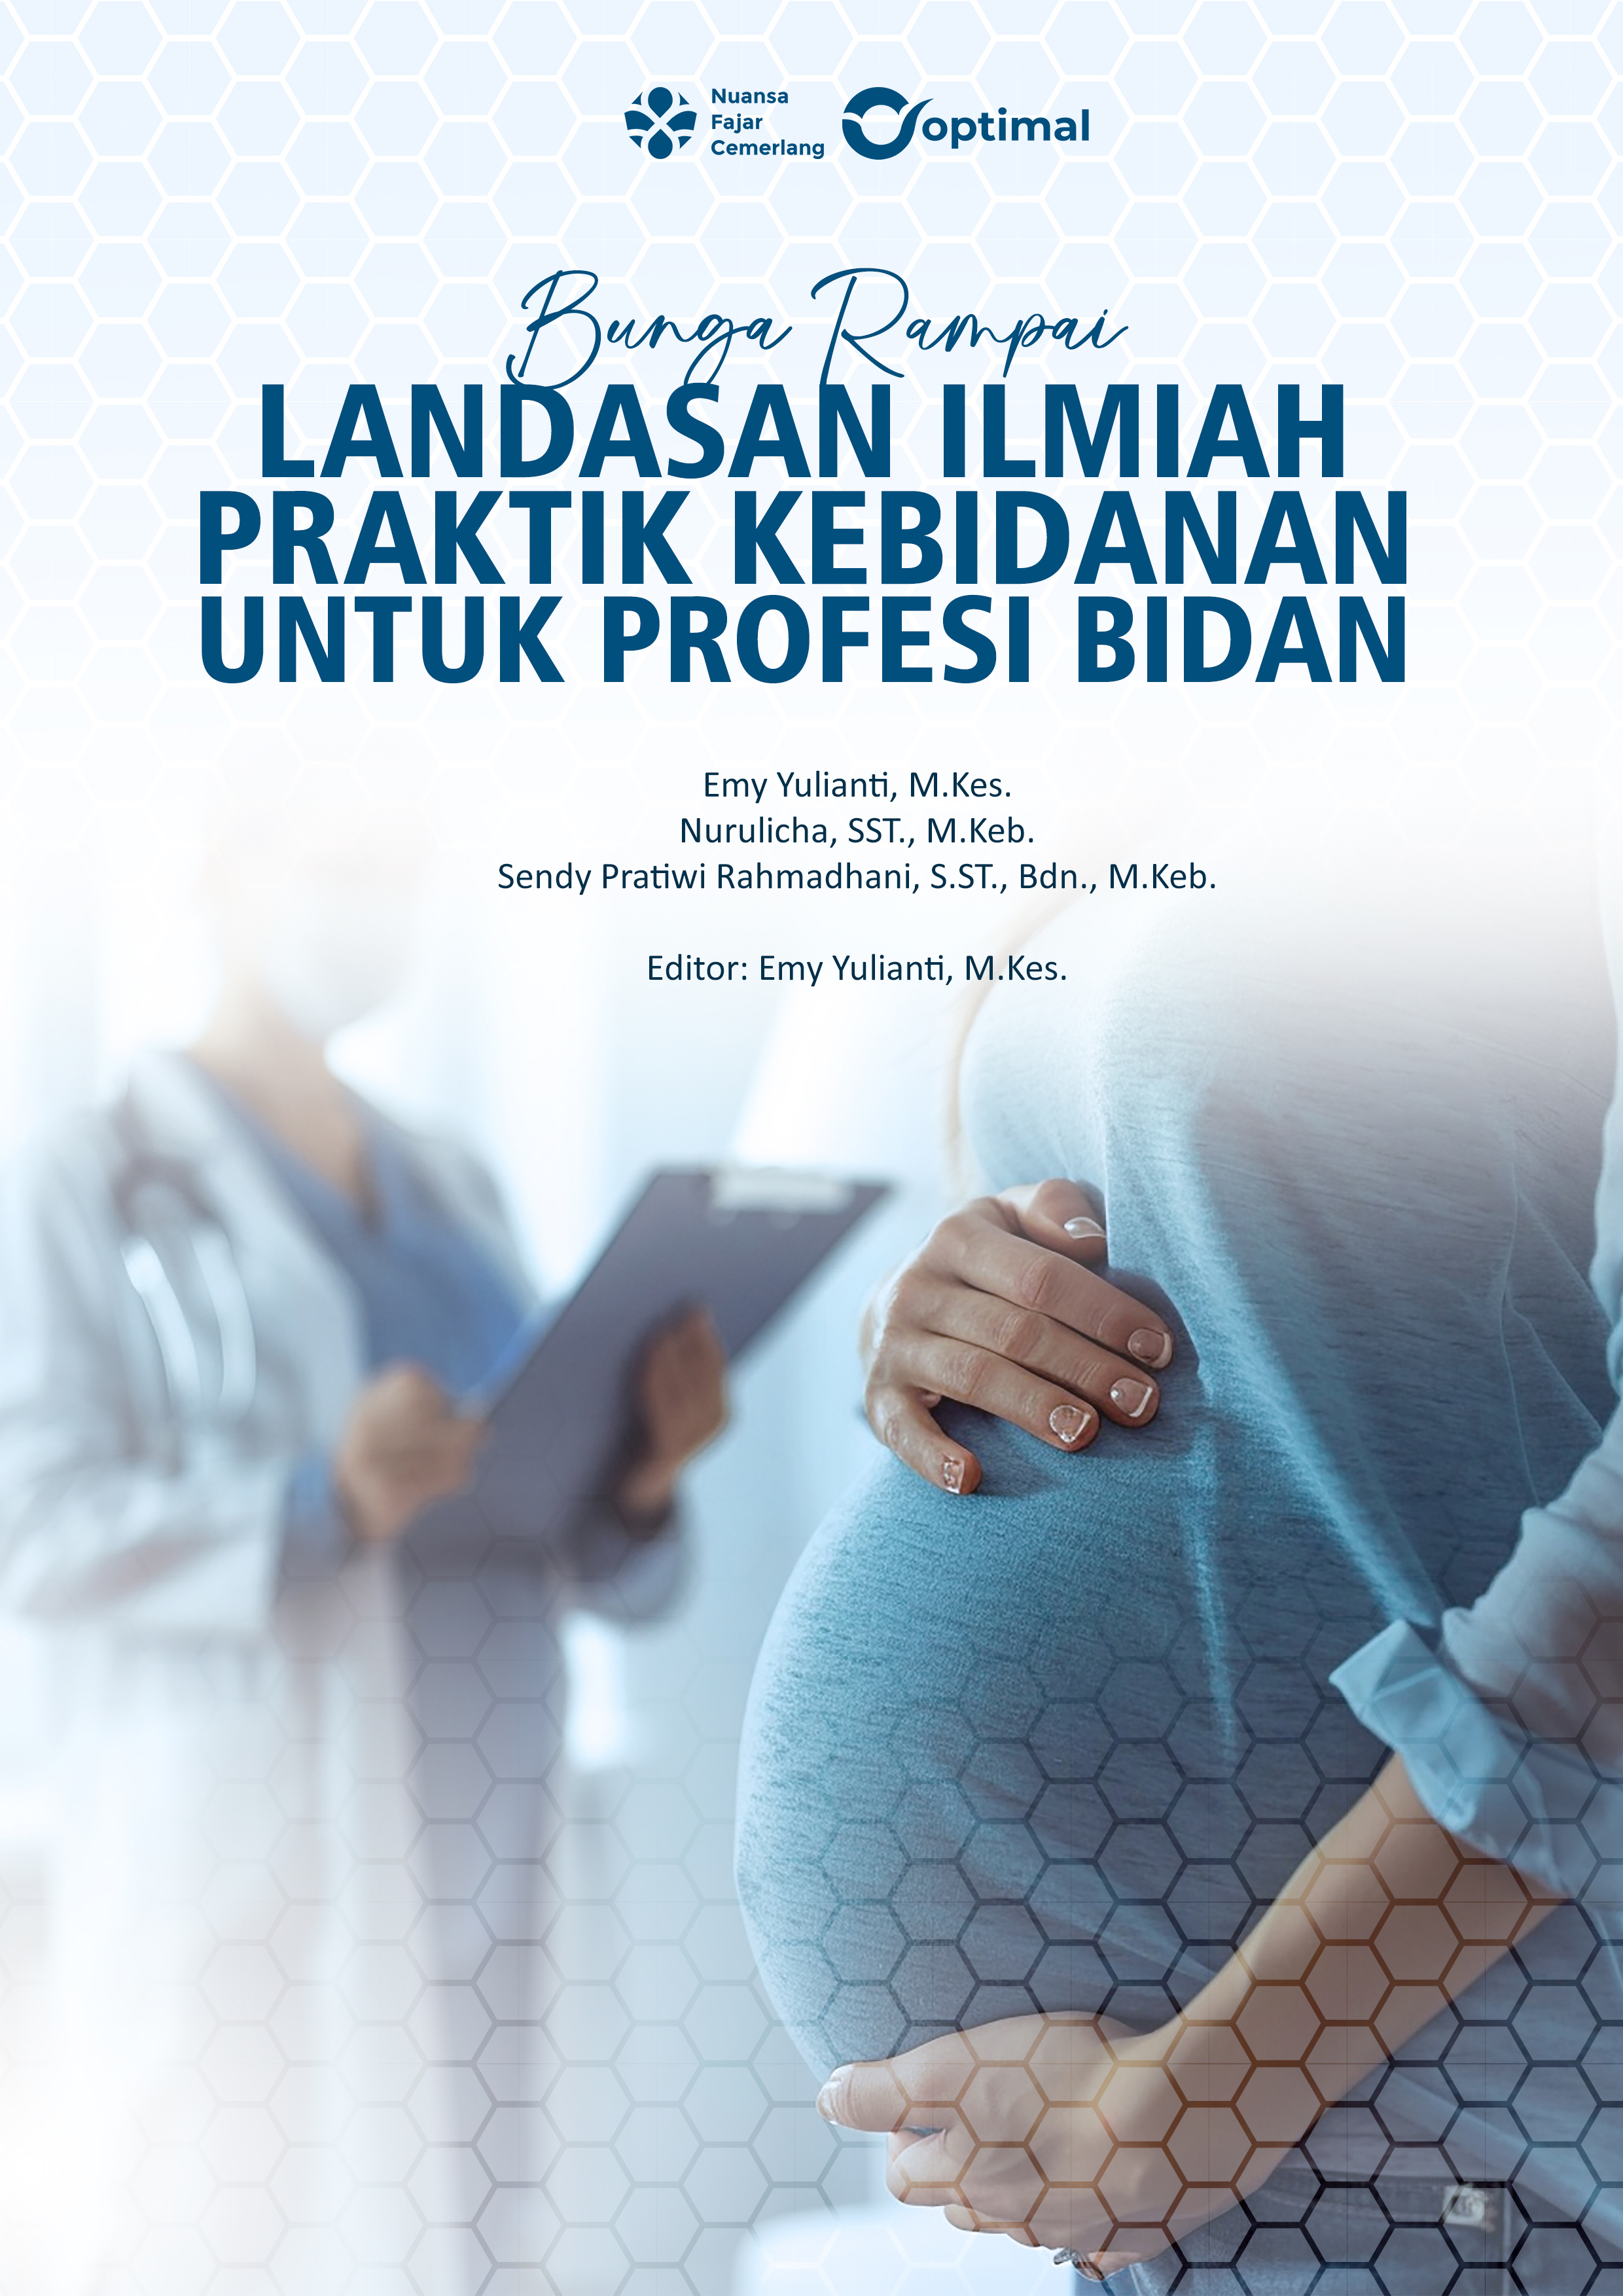 Nuansa
Fajar
Cemerlang
optimal
Bunga Rampai
LANDASAN ILMIAH
PRAKTIK KEBIDANAN
UNTUK PROFESI BIDAN
Emy Yulianti, M.Kes.
Nurulicha, SST., M.Keb.
Sendy Pratiwi Rahmadhani, S.ST., Bdn., M.Keb.
Editor: Emy Yulianti, M.Kes.